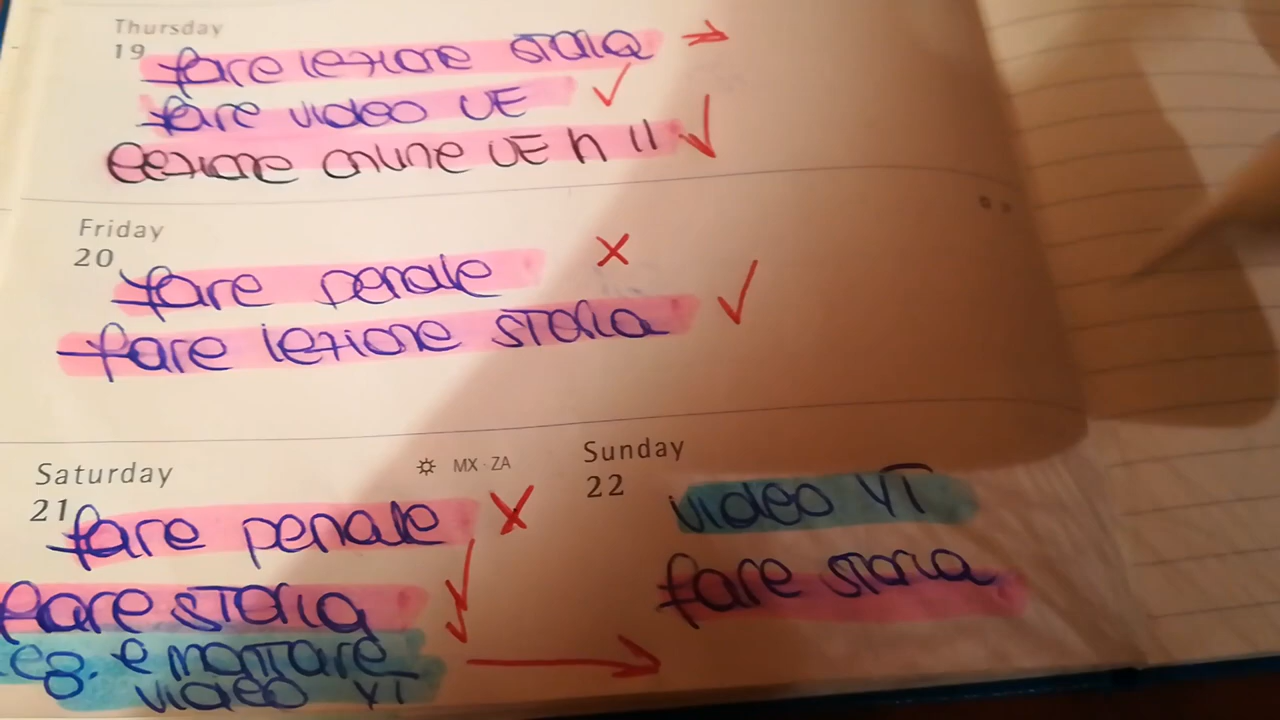 Thursday
19
fare lezione storia →
fare video UE ✓
lezione online UE h 11 ✓
Friday
20
fare penale ×
fare lezione storia ✓
Saturday
MX · ZA
21
fare penale ×
fare storia ✓
eg. e montare →
video YT
Sunday
22
video YT
fare storia